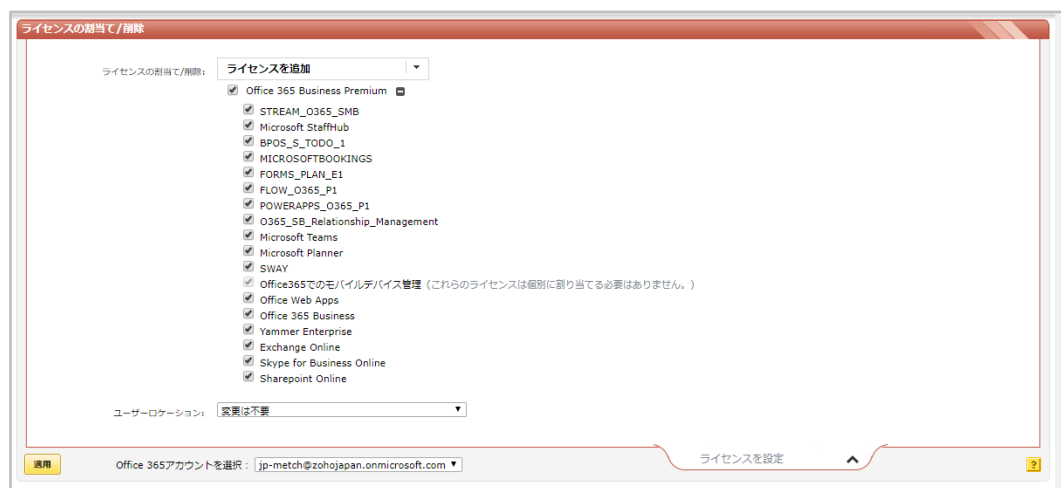 ライセンスの割当て/削除
ライセンスの割当て/削除: ライセンスを追加
Office 365 Business Premium
STREAM_O365_SMB
Microsoft StaffHub
BPOS_S_TODO_1
MICROSOFTBOOKINGS
FORMS_PLAN_E1
FLOW_O365_P1
POWERAPPS_O365_P1
O365_SB_Relationship_Management
Microsoft Teams
Microsoft Planner
SWAY
Office365でのモバイルデバイス管理 (これらのライセンスは個別に割り当てる必要はありません。)
Office Web Apps
Office 365 Business
Yammer Enterprise
Exchange Online
Skype for Business Online
Sharepoint Online
ユーザーロケーション: 変更は不要
適用 Office 365アカウントを選択 : jp-metch@zohojapan.onmicrosoft.com ライセンスを設定 ?